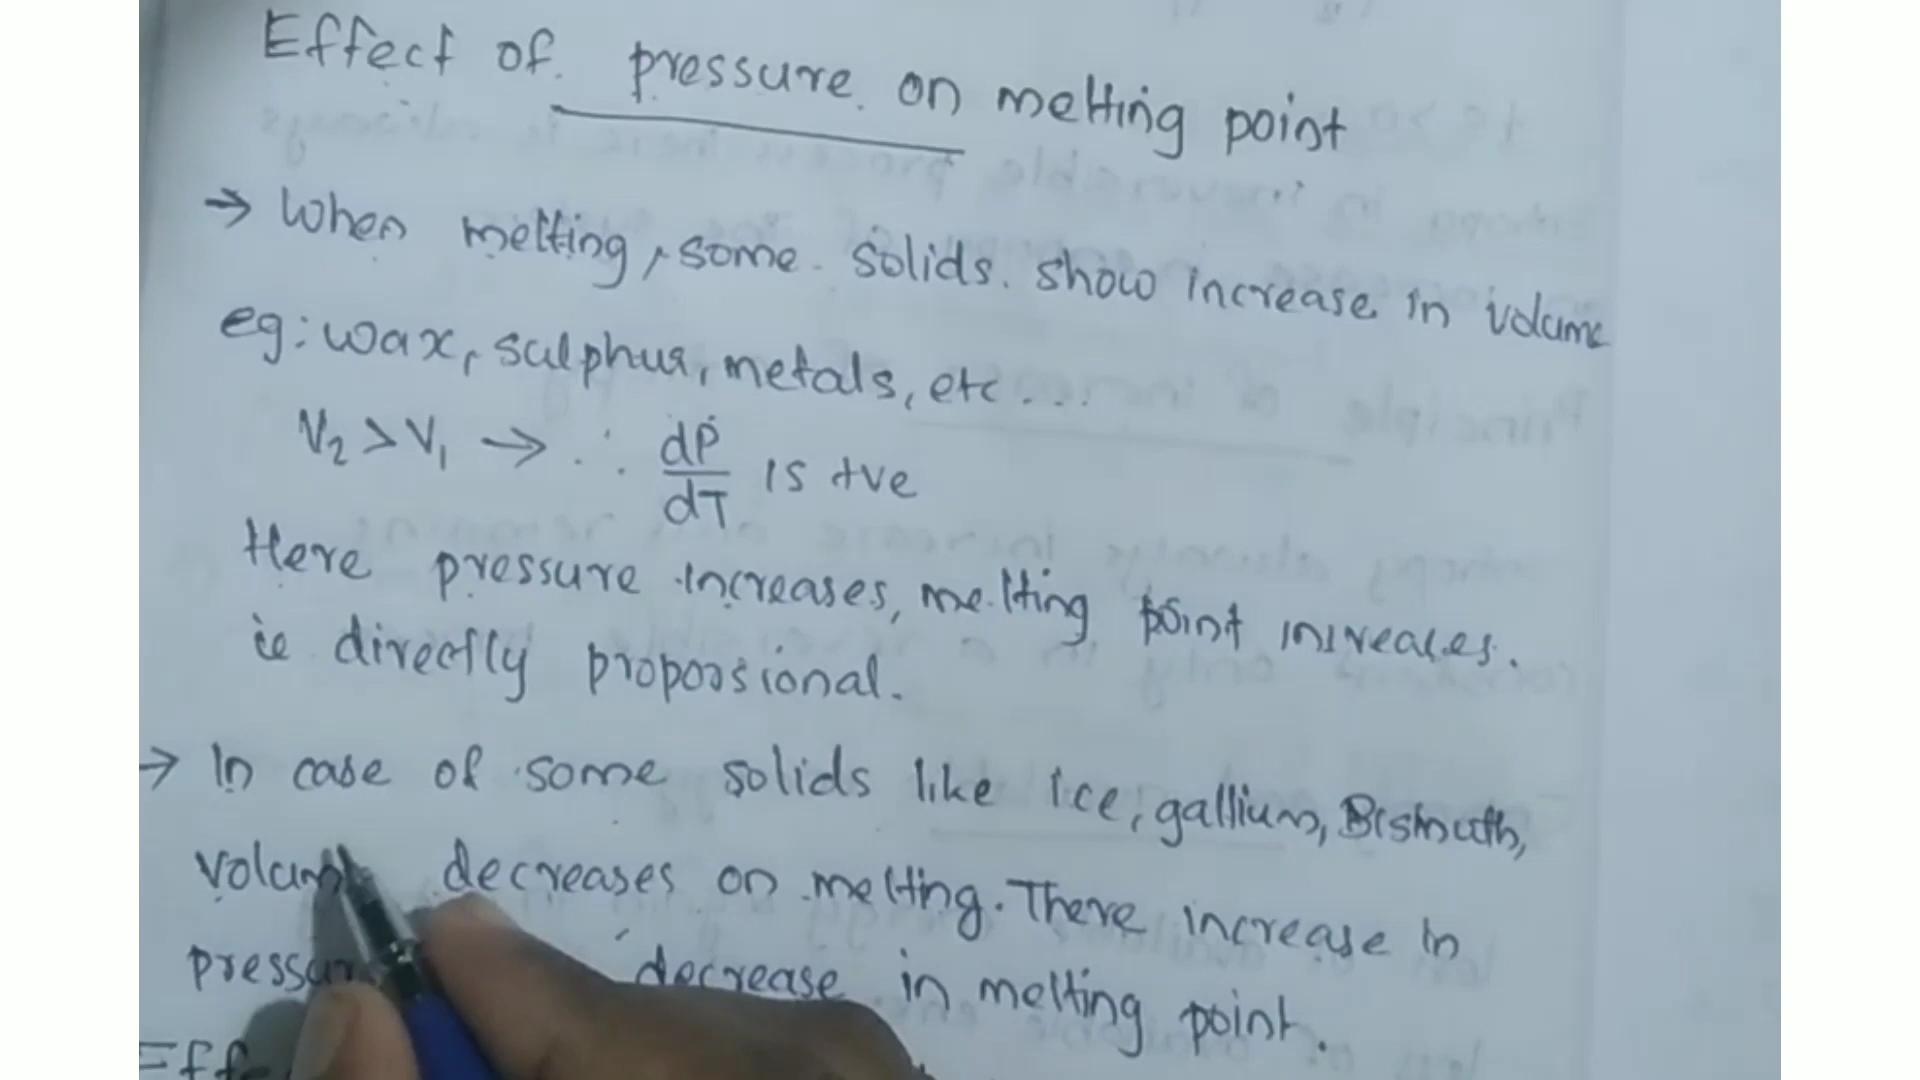 Effect of pressure on melting point
→ When melting, some solids show increase in volume
eg: wax, sulphur, metals, etc...
V₂ > V₁ → ∴ dP/dT is +ve
Here pressure increases, melting point increases.
ie directly proporsional.
→ In case of some solids like ice, gallium, Bismuth,
decreases on melting. There increase in
decrease in melting point.